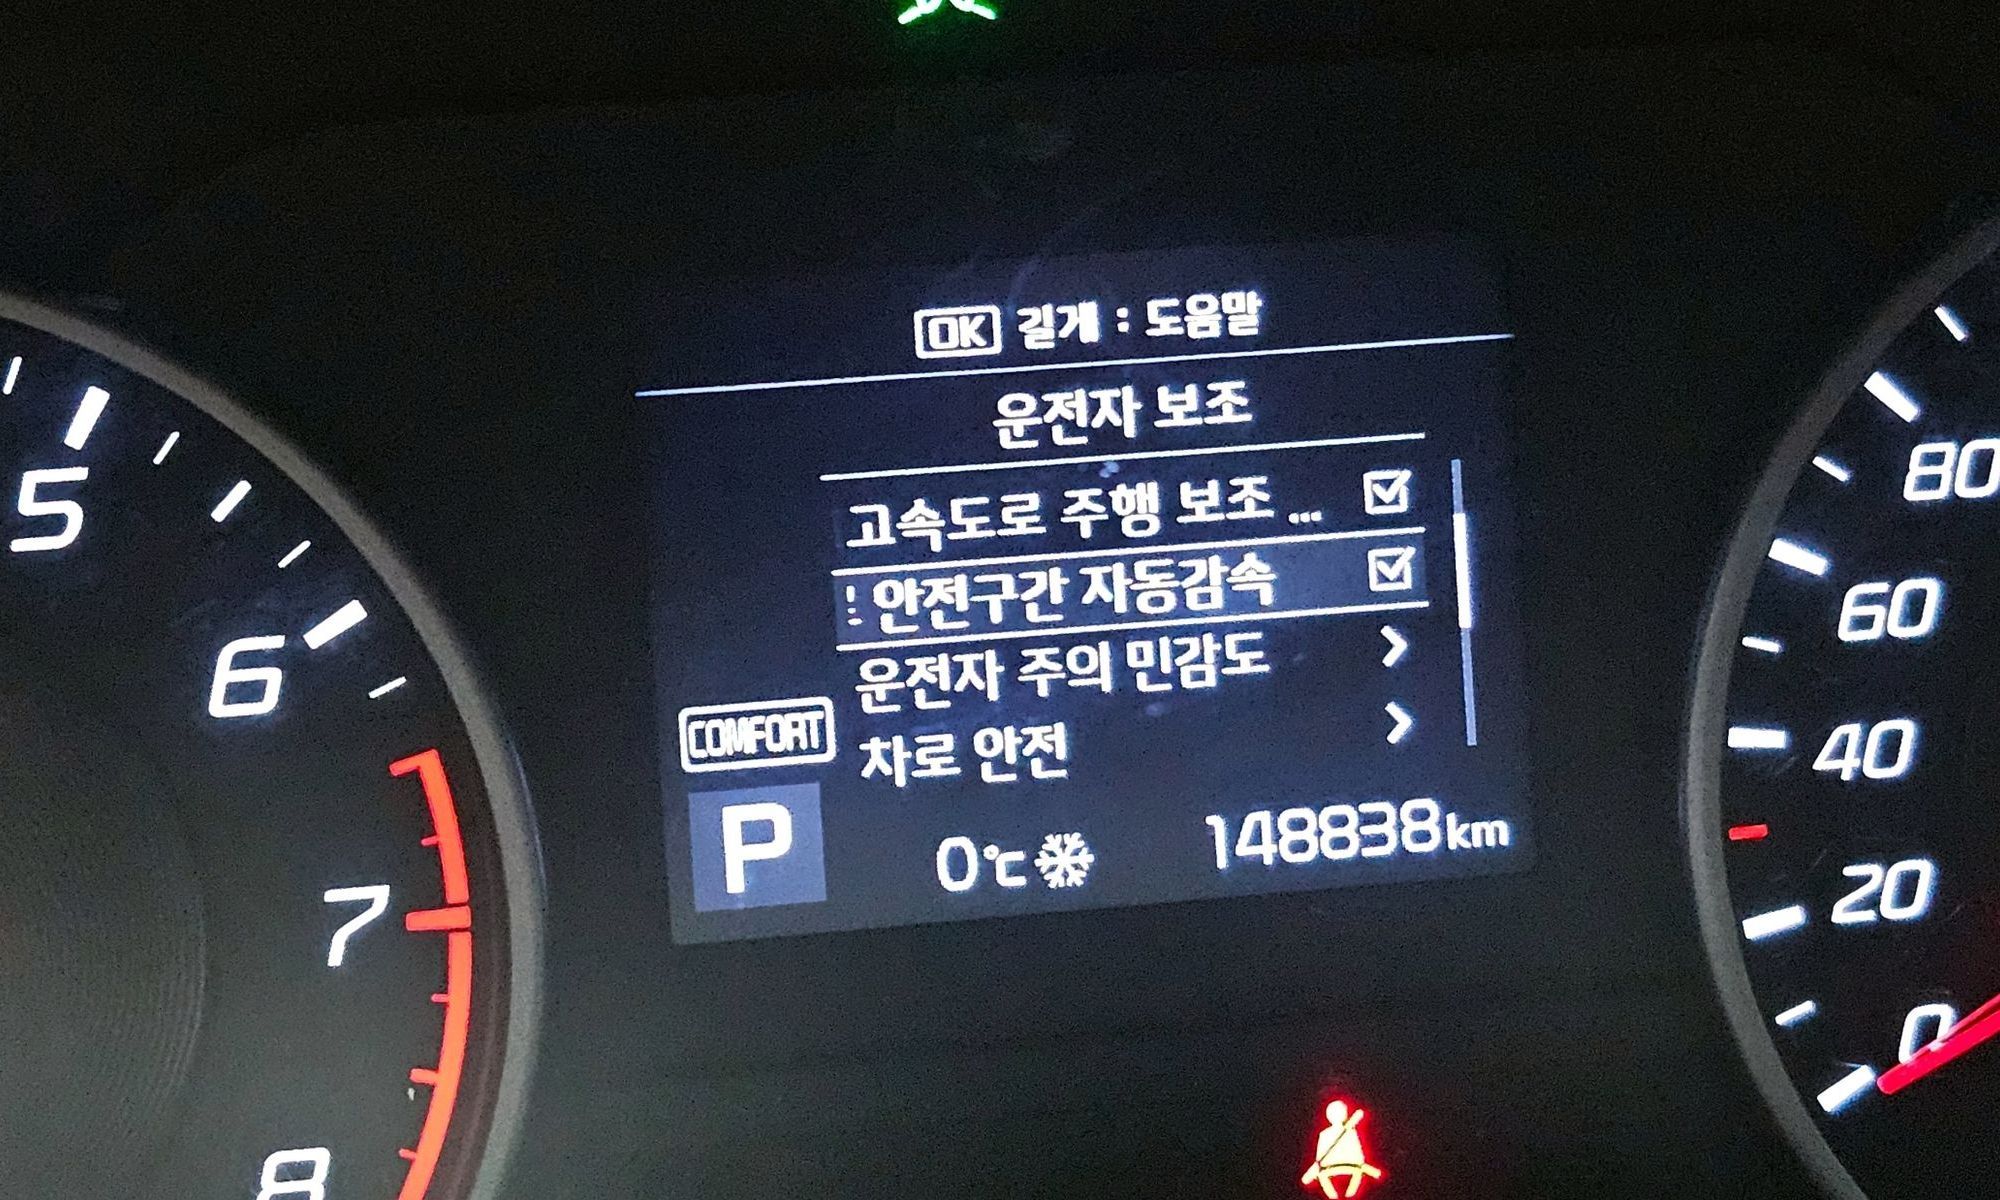 OK 길게 : 도움말
운전자 보조
고속도로 주행 보조 ...
안전구간 자동감속
운전자 주의 민감도
차로 안전
COMFORT
P
0°C
148838km
5
6
7
8
80
60
40
20
0